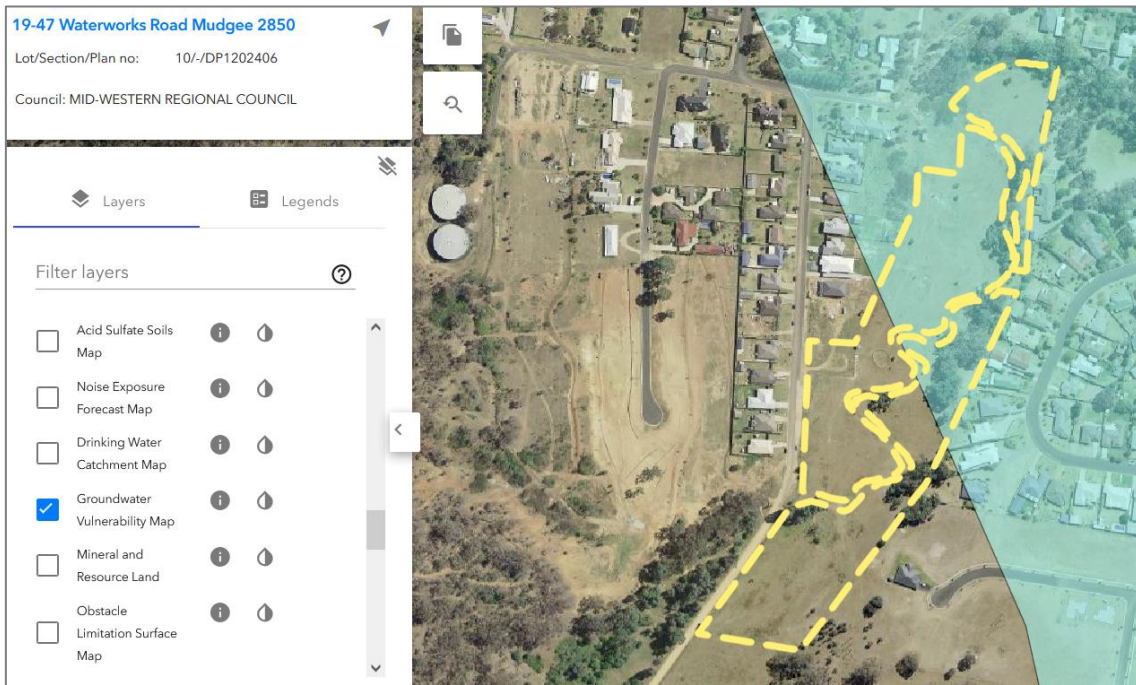 19-47 Waterworks Road Mudgee 2850
Lot/Section/Plan no: 10/-/DP1202406
Council: MID-WESTERN REGIONAL COUNCIL
Layers Legends
Filter layers
Acid Sulfate Soils
Map
Noise Exposure
Forecast Map
Drinking Water
Catchment Map
Groundwater
Vulnerability Map
Mineral and
Resource Land
Obstacle
Limitation Surface
Map